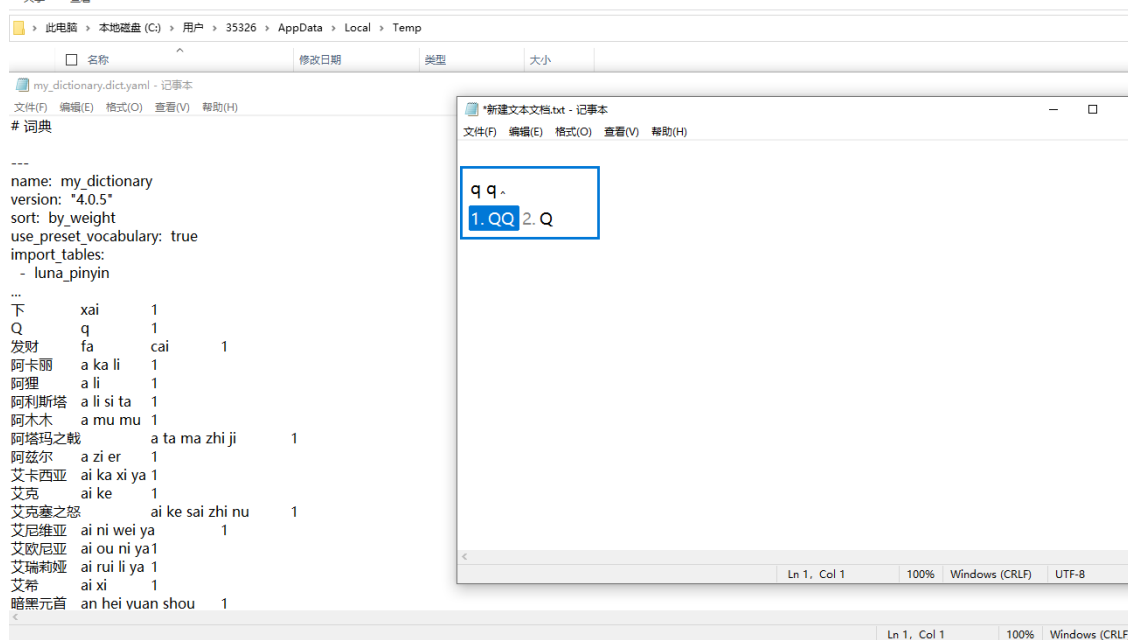 此电脑 › 本地磁盘 (C:) › 用户 › 35326 › AppData › Local › Temp
名称 修改日期 类型 大小
my_dictionary.dict.yaml - 记事本
文件(F) 编辑(E) 格式(O) 查看(V) 帮助(H)
# 词典
---
name: my_dictionary
version: "4.0.5"
sort: by_weight
use_preset_vocabulary: true
import_tables:
- luna_pinyin
...
下 xai 1
Q q 1
发财 fa cai 1
阿卡丽 a ka li 1
阿狸 a li 1
阿利斯塔 a li si ta 1
阿木木 a mu mu 1
阿塔玛之戟 a ta ma zhi ji 1
阿兹尔 a zi er 1
艾卡西亚 ai ka xi ya 1
艾克 ai ke 1
艾克塞之怒 ai ke sai zhi nu 1
艾尼维亚 ai ni wei ya 1
艾欧尼亚 ai ou ni ya1
艾瑞莉娅 ai rui li ya 1
艾希 ai xi 1
暗黑元首 an hei yuan shou 1
Ln 1, Col 1 100% Windows (CRLF
*新建文本文档.txt - 记事本
文件(F) 编辑(E) 格式(O) 查看(V) 帮助(H)
q q‸
1. QQ 2. Q
Ln 1, Col 1 100% Windows (CRLF) UTF-8